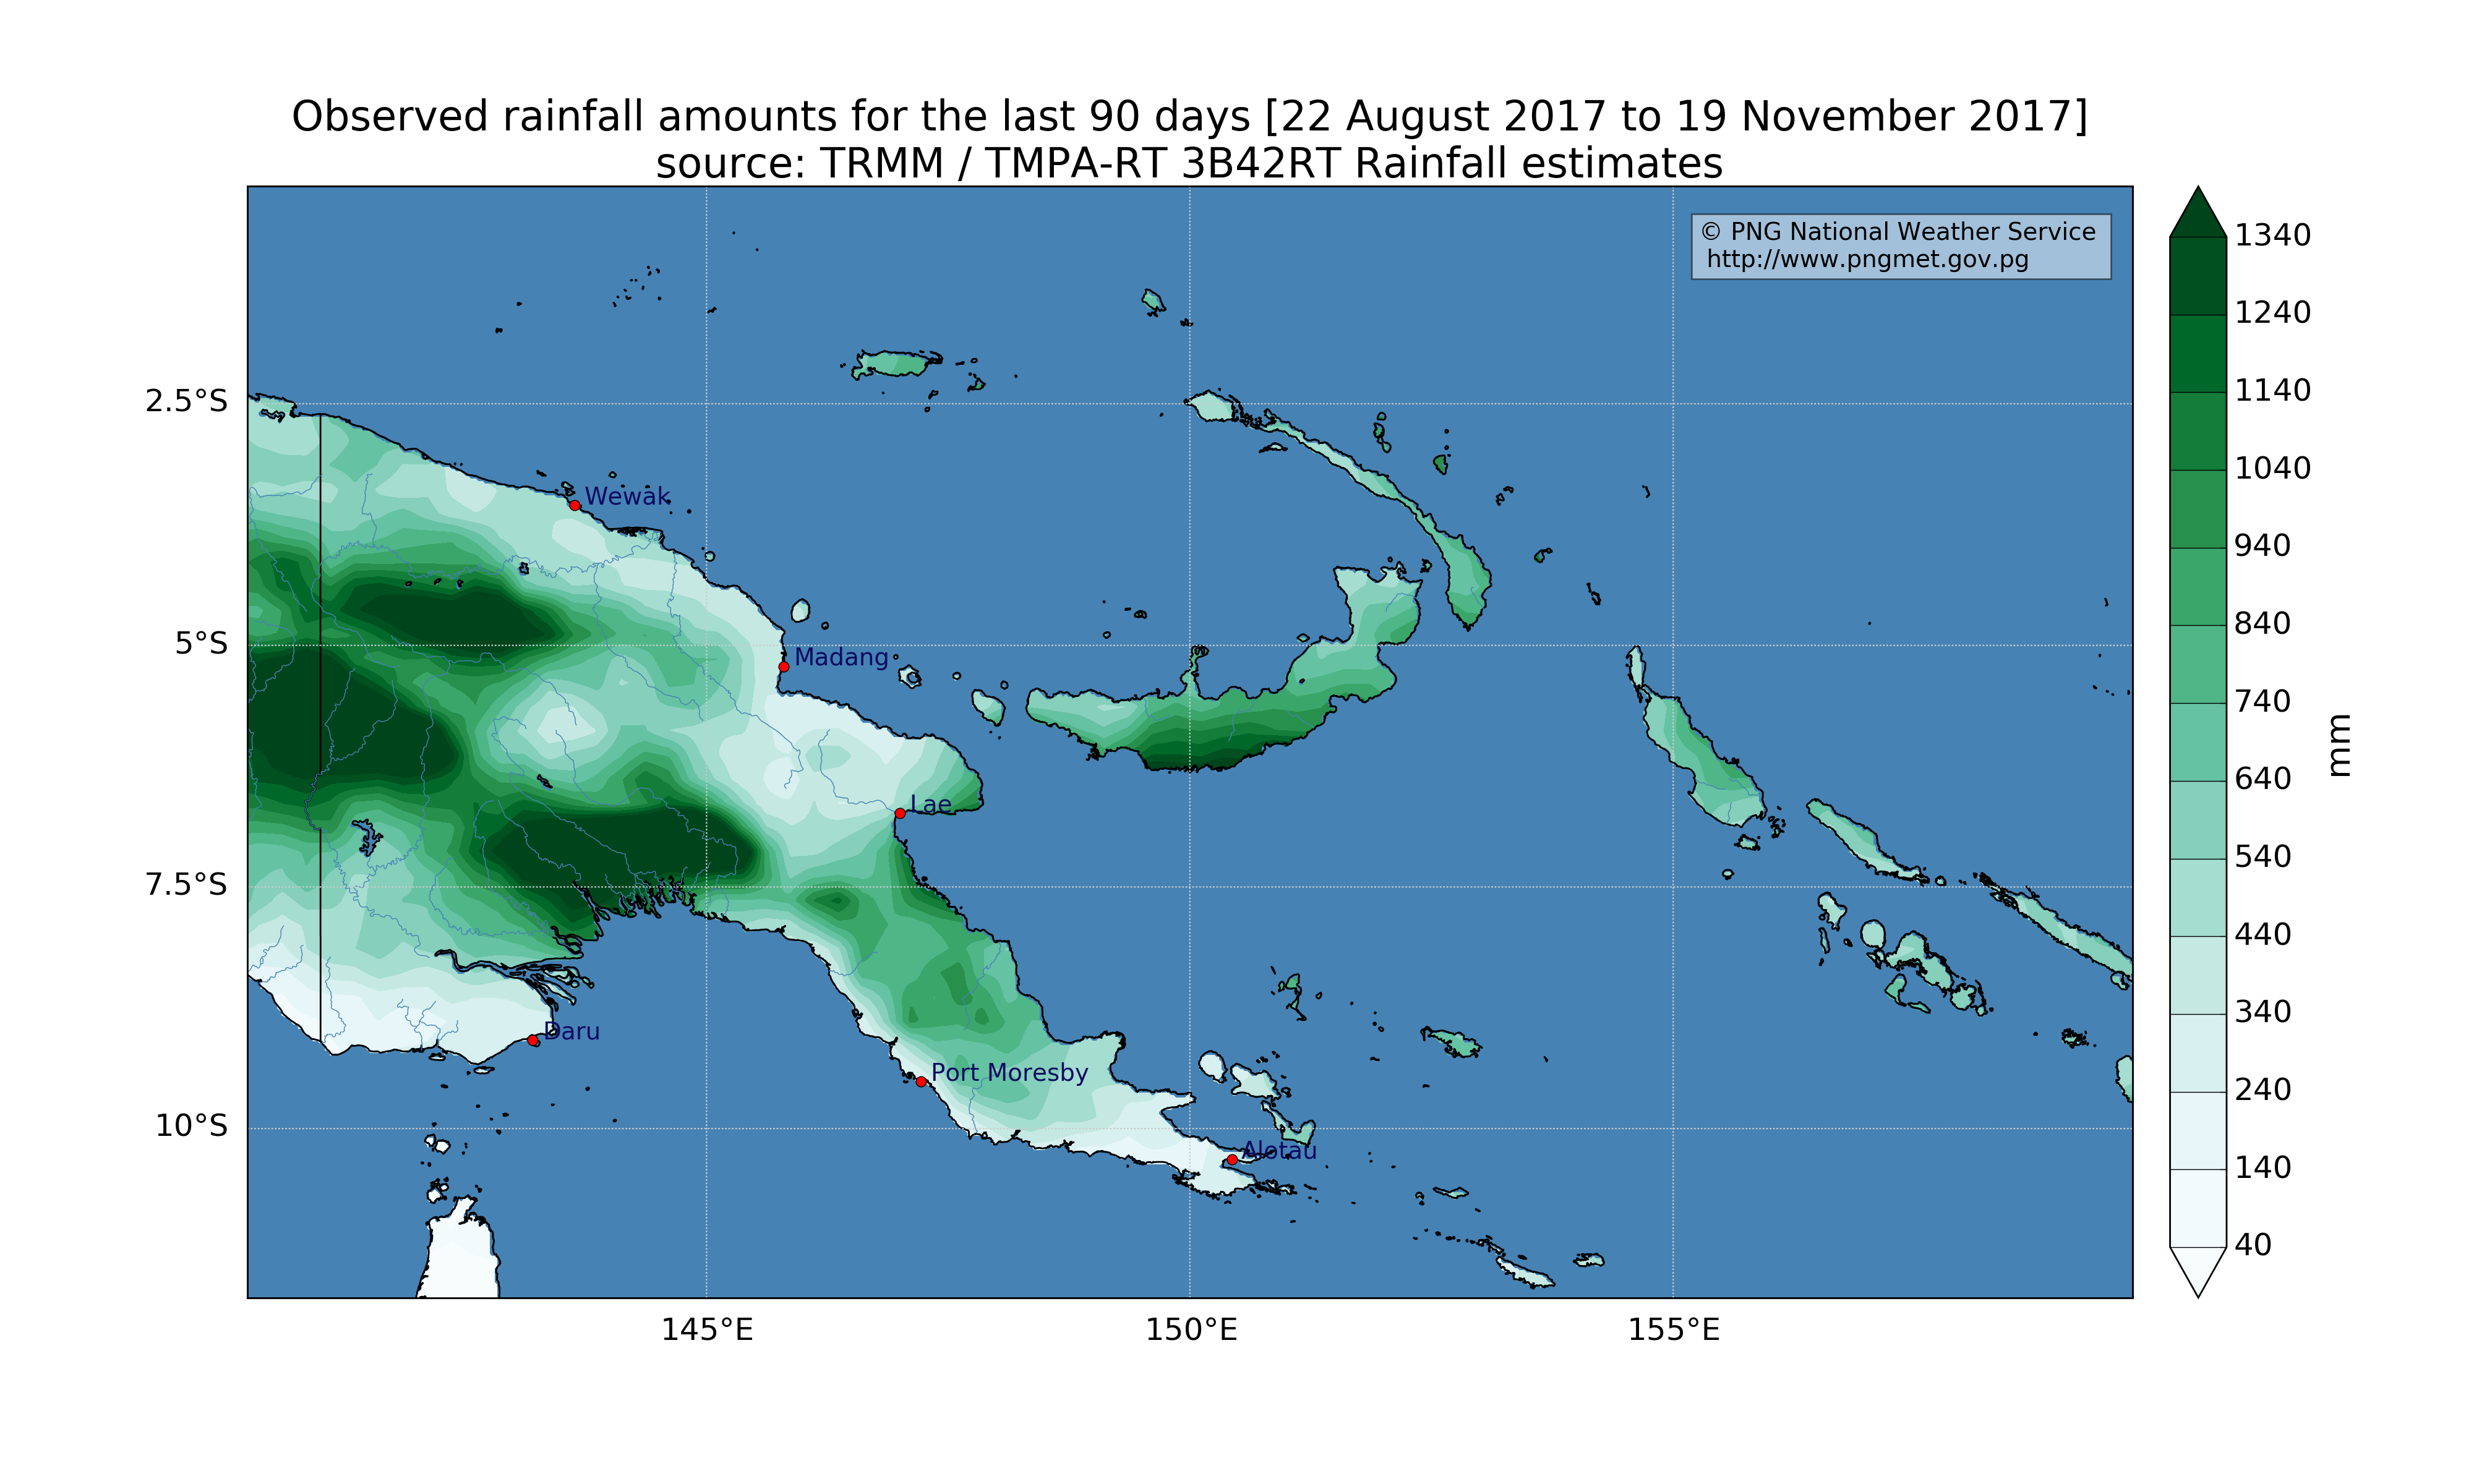 Observed rainfall amounts for the last 90 days [22 August 2017 to 19 November 2017]
source: TRMM / TMPA-RT 3B42RT Rainfall estimates
© PNG National Weather Service
http://www.pngmet.gov.pg
2.5°S
5°S
7.5°S
10°S
Wewak
Madang
Lae
Daru
Port Moresby
Alotau
145°E
150°E
155°E
1340
1240
1140
1040
940
840
740
640
540
440
340
240
140
40
mm